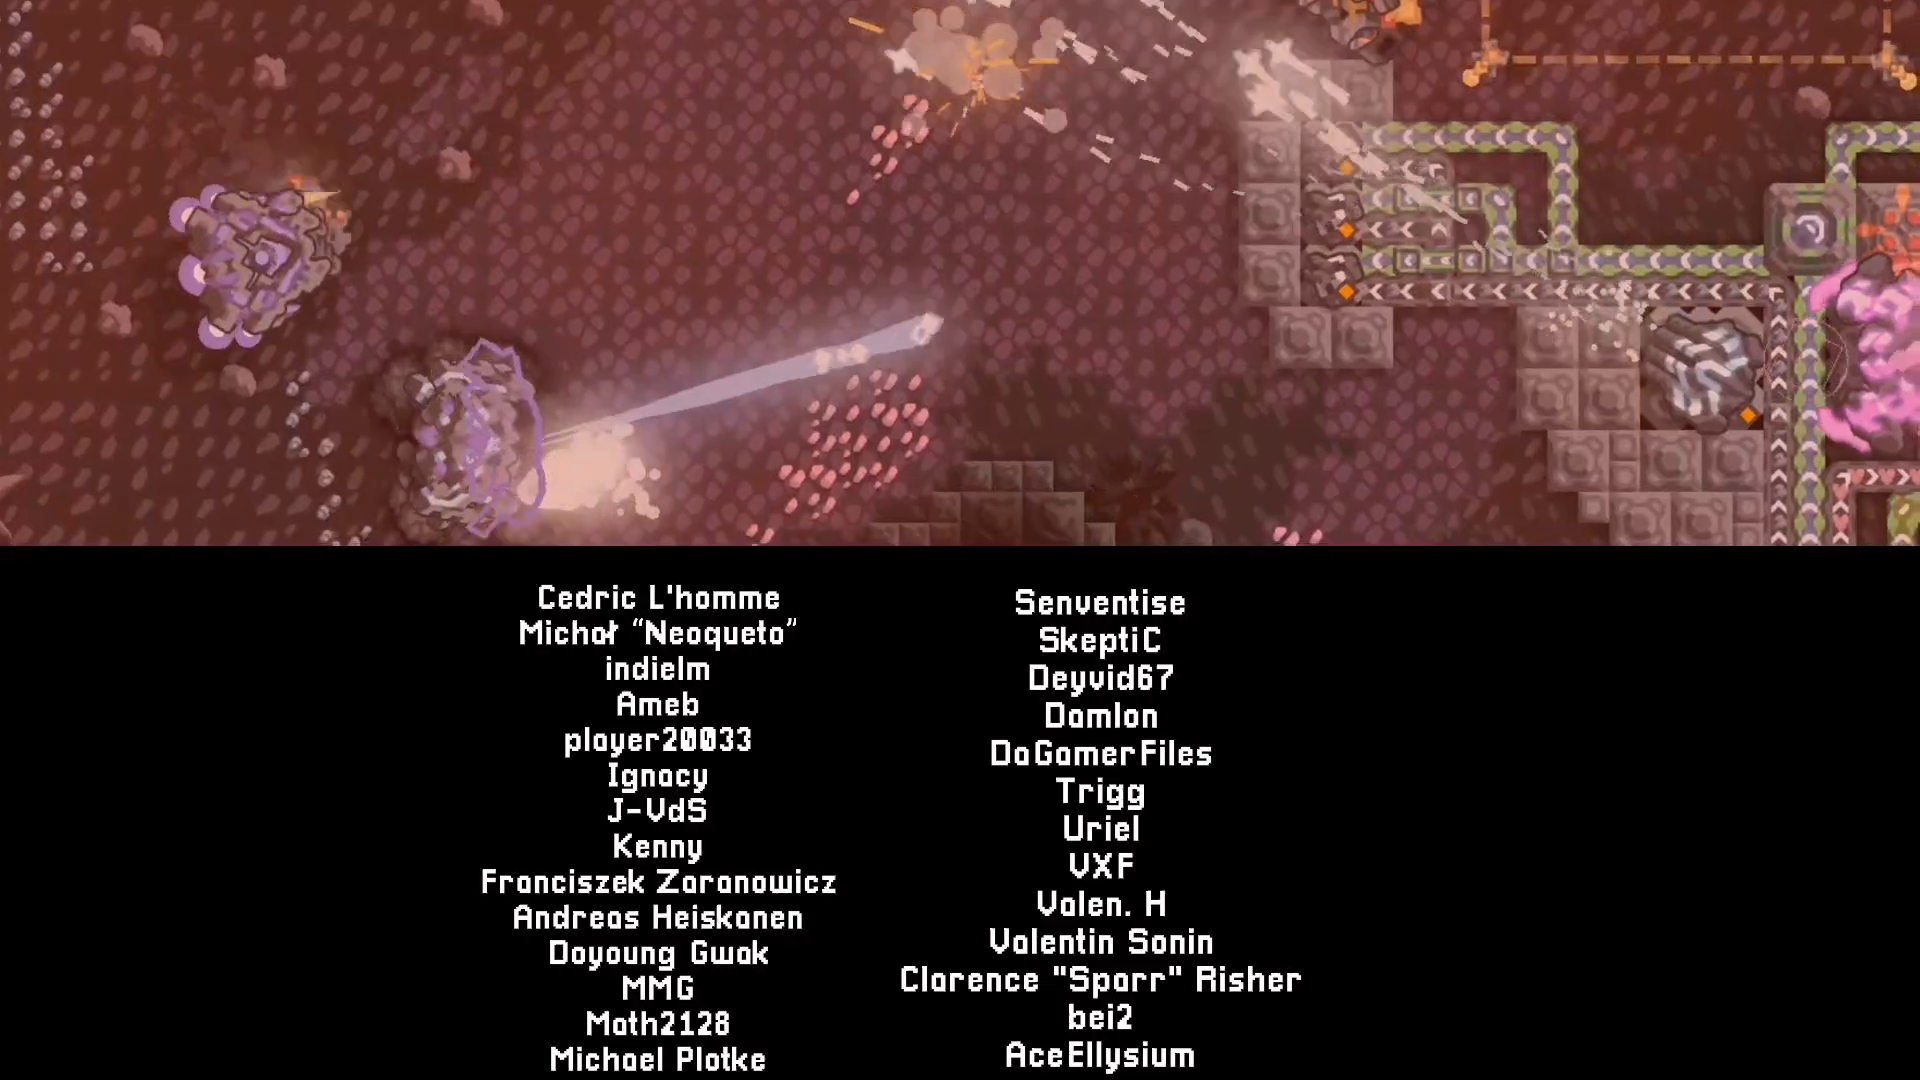 Cedric L'homme
Michał “Neoqueto”
indielm
Ameb
player20033
Ignacy
J-VdS
Kenny
Franciszek Zaranowicz
Andreas Heiskanen
Doyoung Gwak
MMG
Math2128
Michael Plotke
Senventise
SkeptiC
Deyvid67
Damlon
DaGamerFiles
Trigg
Uriel
VXF
Valen. H
Valentin Sonin
Clarence "Sparr" Risher
bei2
AceEllysium